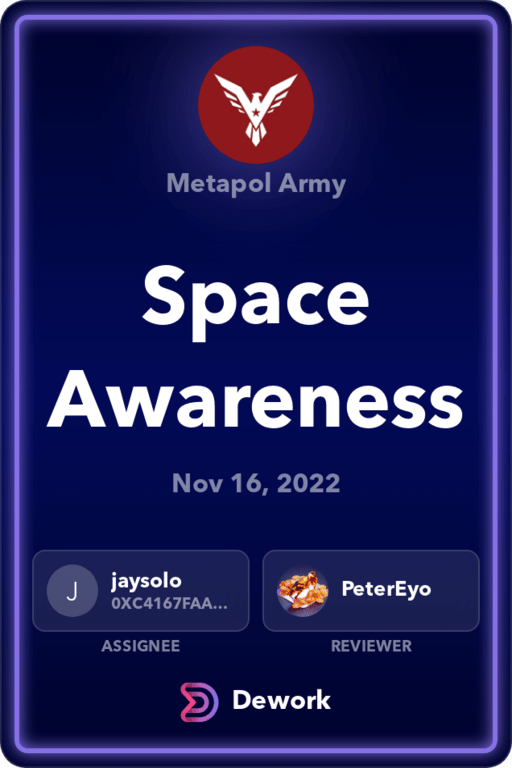 Metapol Army
Space
Awareness
Nov 16, 2022
J
jaysolo
0XC4167FAA...
ASSIGNEE
PeterEyo
REVIEWER
Dework